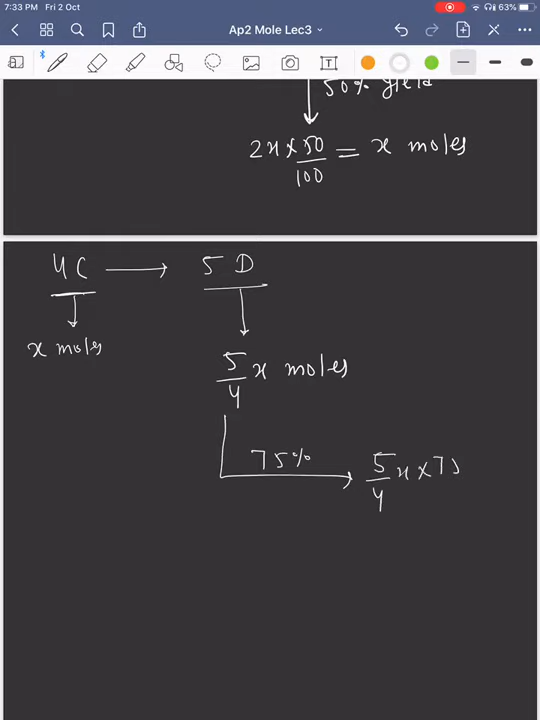 7:33 PM Fri 2 Oct
63%
Ap2 Mole Lec3
T
50% yield
2x × 50/100 = x moles
4C → 5 D
x moles
5/4 x moles
75%
5/4 x × 75